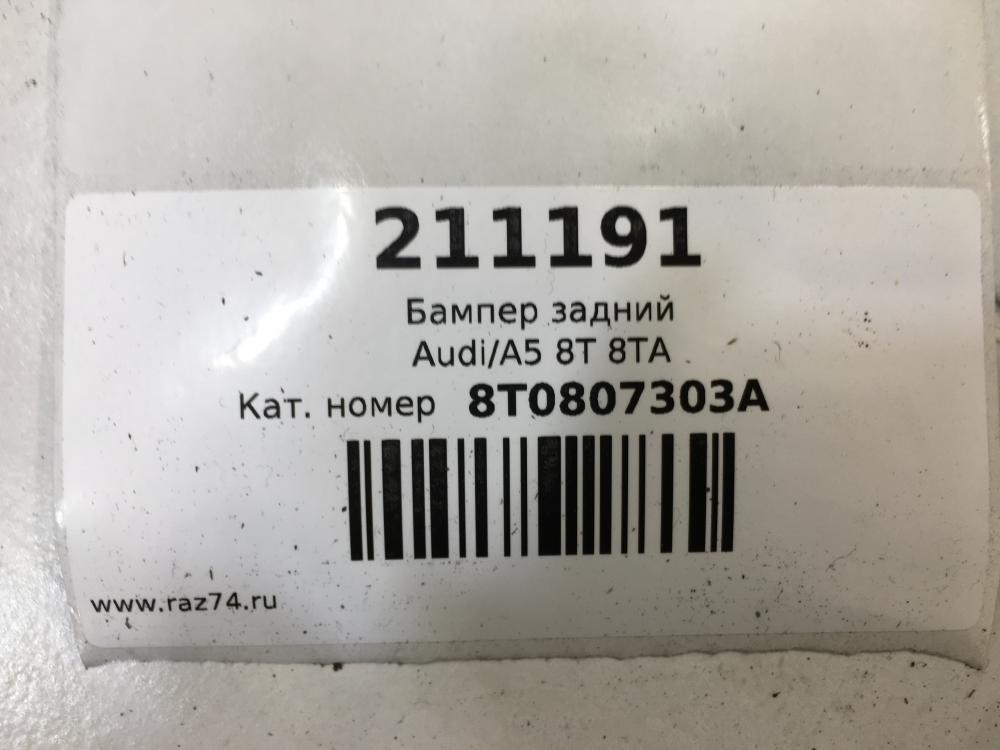 211191
Бампер задний
Audi/A5 8T 8TA
Кат. номер 8T0807303A
www.raz74.ru